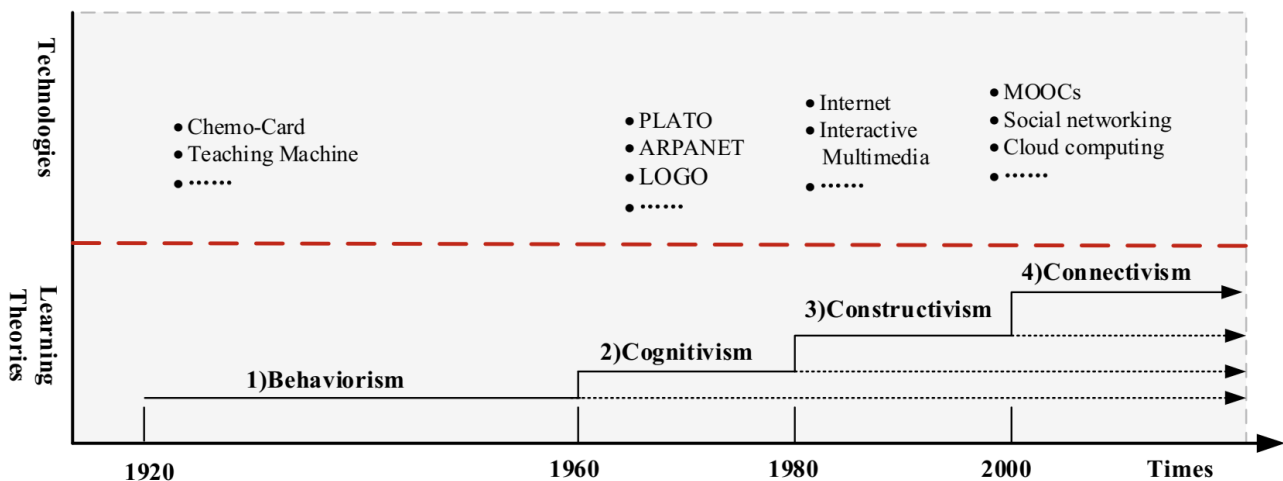 Technologies
• Chemo-Card
• Teaching Machine
• ······
• PLATO
• ARPANET
• LOGO
• ······
• Internet
• Interactive
Multimedia
• ······
• MOOCs
• Social networking
• Cloud computing
• ······
Learning
Theories
1)Behaviorism
2)Cognitivism
3)Constructivism
4)Connectivism
1920
1960
1980
2000
Times